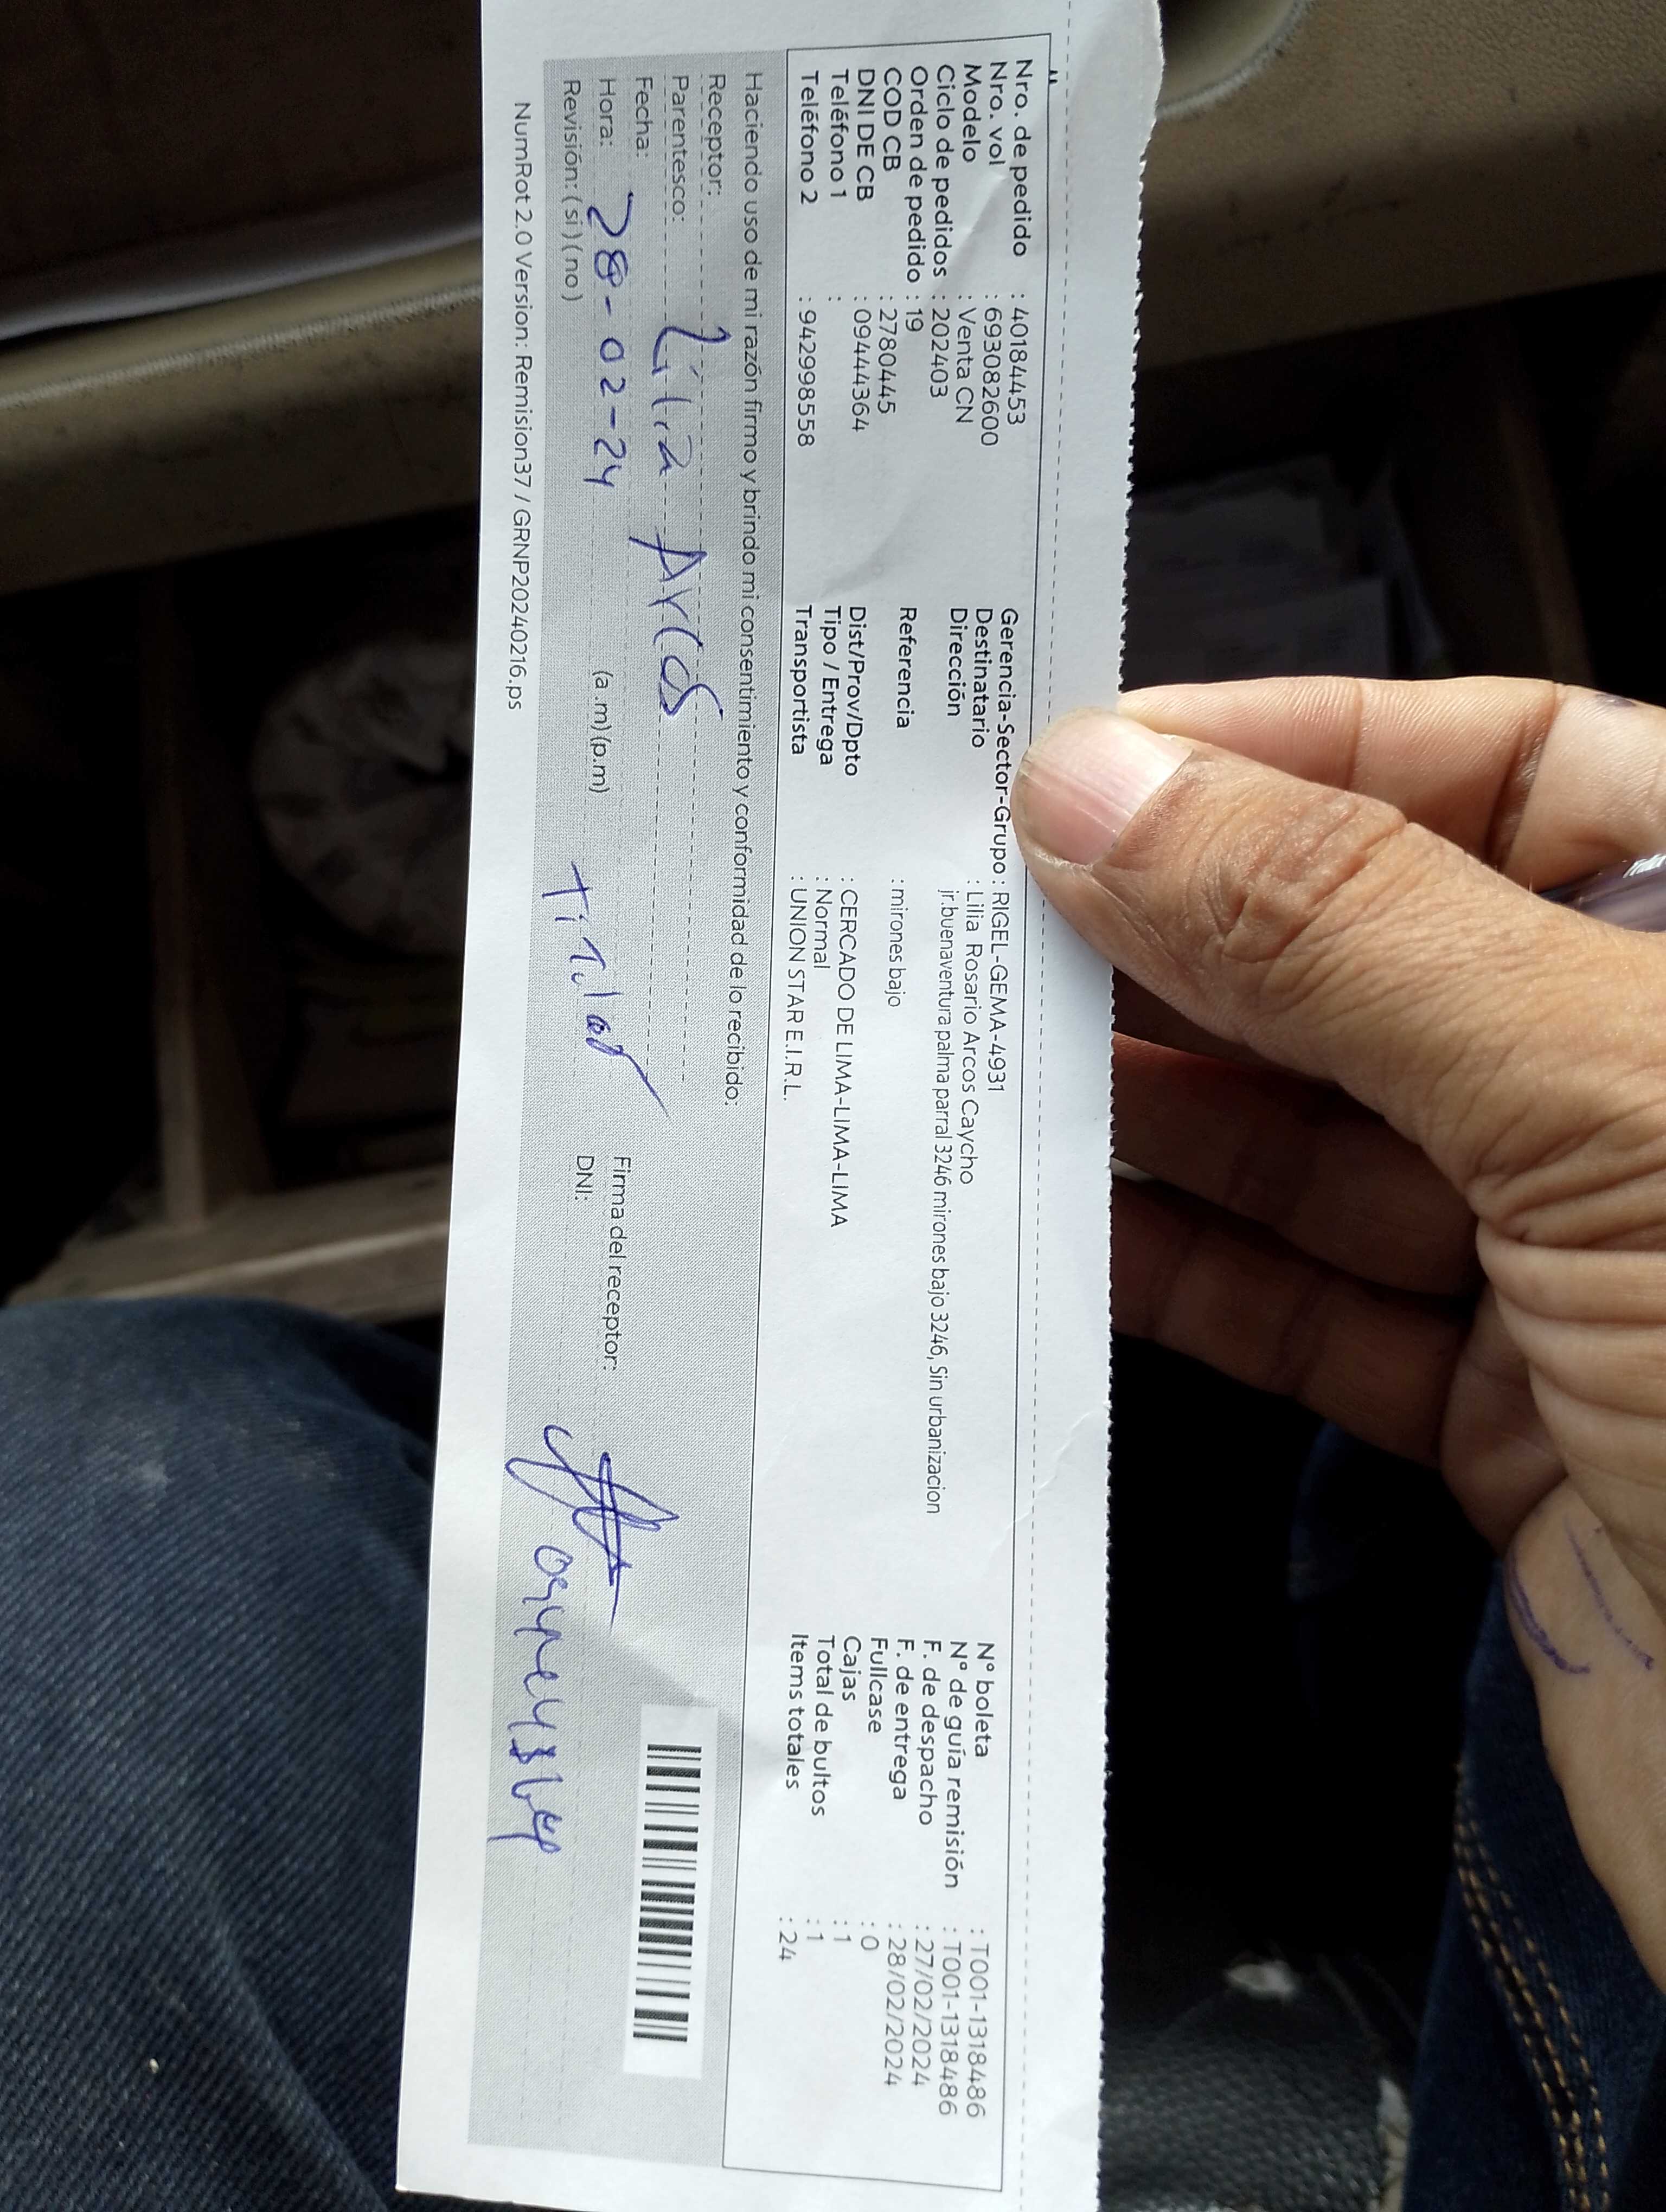 Nro. de pedido : 40184453
Nro. vol : 6930826​00
Modelo : Venta CN
Ciclo de pedidos : 202403
Orden de pedido : 19
COD CB : 2780445
DNI DE CB : 09444364
Teléfono 1 :
Teléfono 2 : 942998558
Gerencia-Sector-Grupo : RIGEL-GEMA-4931
Destinatario : Lilia Rosario Arcos Caycho
Dirección jr.buenaventura palma parral 3246 mirones bajo 3246, Sin urbanizacion
Referencia : mirones bajo
Dist/Prov/Dpto : CERCADO DE LIMA-LIMA-LIMA
Tipo / Entrega : Normal
Transportista : UNION STAR E.I.R.L.
N° boleta : T001-1318486
N° de guía remisión : T001-1318486
F. de despacho : 27/02/2024
F. de entrega : 28/02/2024
Fullcase : 0
Cajas : 1
Total de bultos : 1
Items totales : 24
Haciendo uso de mi razón firmo y brindo mi consentimiento y conformidad de lo recibido:
Receptor: Lilia Arcos
Parentesco:
Fecha: 28-02-24
Hora: (a.m) (p.m)
Titular
Revisión: (si) (no)
Firma del receptor:
DNI:
NumRot 2.0 Version: Remision37 / GRNP20240216.ps